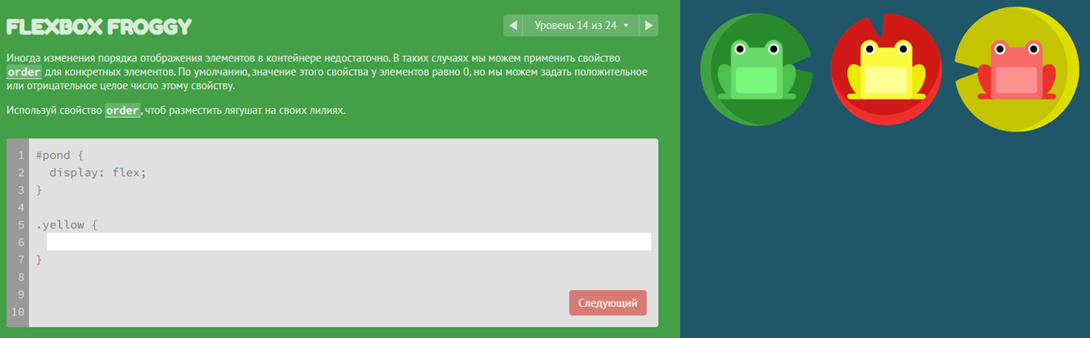 FLEXBOX FROGGY
Уровень 14 из 24
Иногда изменения порядка отображения элементов в контейнере недостаточно. В таких случаях мы можем применить свойство
order для конкретных элементов. По умолчанию, значение этого свойства у элементов равно 0, но мы можем задать положительное
или отрицательное целое число этому свойству.
Используй свойство order, чтоб разместить лягушат на своих лилиях.
1 #pond {
2 display: flex;
3 }
4
5 .yellow {
6
7 }
8
9
10
Следующий